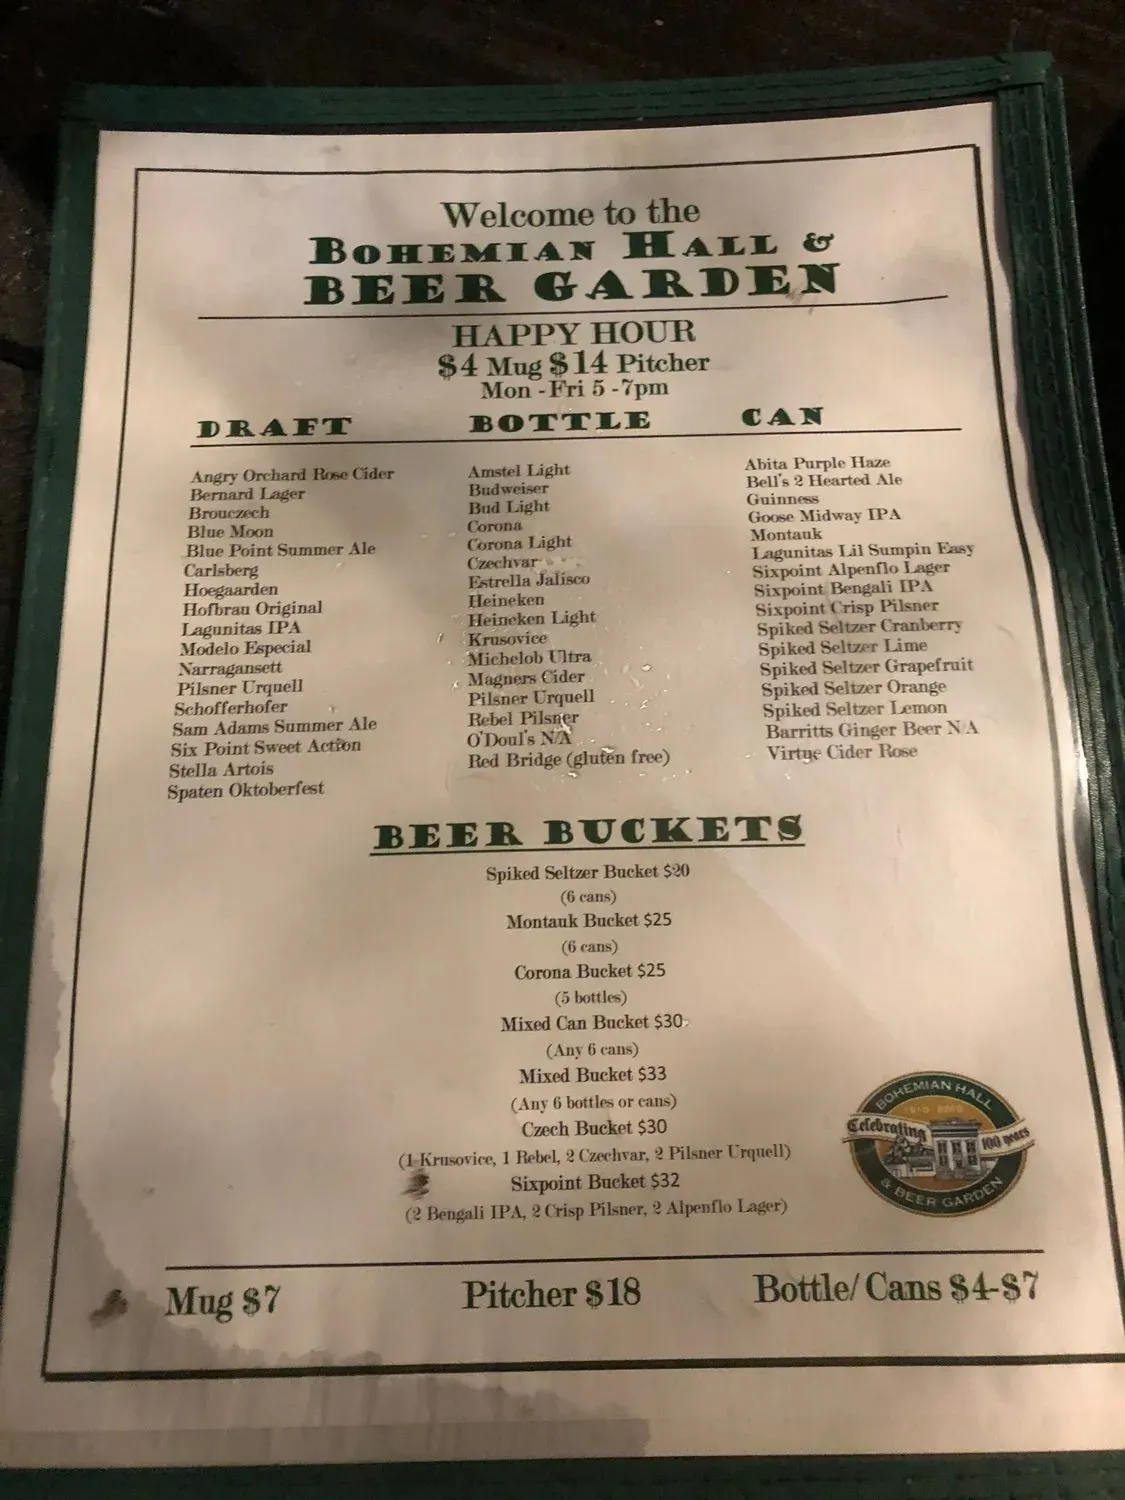 Welcome to the
BOHEMIAN HALL &
BEER GARDEN
HAPPY HOUR
$4 Mug $14 Pitcher
Mon - Fri 5 -7pm
DRAFT
Angry Orchard Rose Cider
Bernard Lager
Brouczech
Blue Moon
Blue Point Summer Ale
Carlsberg
Hoegaarden
Hofbrau Original
Lagunitas IPA
Modelo Especial
Narragansett
Pilsner Urquell
Schofferhofer
Sam Adams Summer Ale
Six Point Sweet Action
Stella Artois
Spaten Oktoberfest
BOTTLE
Amstel Light
Budweiser
Bud Light
Corona
Corona Light
Czechvar
Estrella Jalisco
Heineken
Heineken Light
Krusovice
Michelob Ultra
Magners Cider
Pilsner Urquell
Rebel Pilsner
O'Doul's N/A
Red Bridge (gluten free)
CAN
Abita Purple Haze
Bell's 2 Hearted Ale
Guinness
Goose Midway IPA
Montauk
Lagunitas Lil Sumpin Easy
Sixpoint Alpenflo Lager
Sixpoint Bengali IPA
Sixpoint Crisp Pilsner
Spiked Seltzer Cranberry
Spiked Seltzer Lime
Spiked Seltzer Grapefruit
Spiked Seltzer Orange
Spiked Seltzer Lemon
Barritts Ginger Beer N/A
Virtue Cider Rose
BEER BUCKETS
Spiked Seltzer Bucket $20
(6 cans)
Montauk Bucket $25
(6 cans)
Corona Bucket $25
(5 bottles)
Mixed Can Bucket $30
(Any 6 cans)
Mixed Bucket $33
(Any 6 bottles or cans)
Czech Bucket $30
(1 Krusovice, 1 Rebel, 2 Czechvar, 2 Pilsner Urquell)
Sixpoint Bucket $32
(2 Bengali IPA, 2 Crisp Pilsner, 2 Alpenflo Lager)
BOHEMIAN HALL
1910 2010
Celebrating 100 years
& BEER GARDEN
Mug $7
Pitcher $18
Bottle/ Cans $4-$7